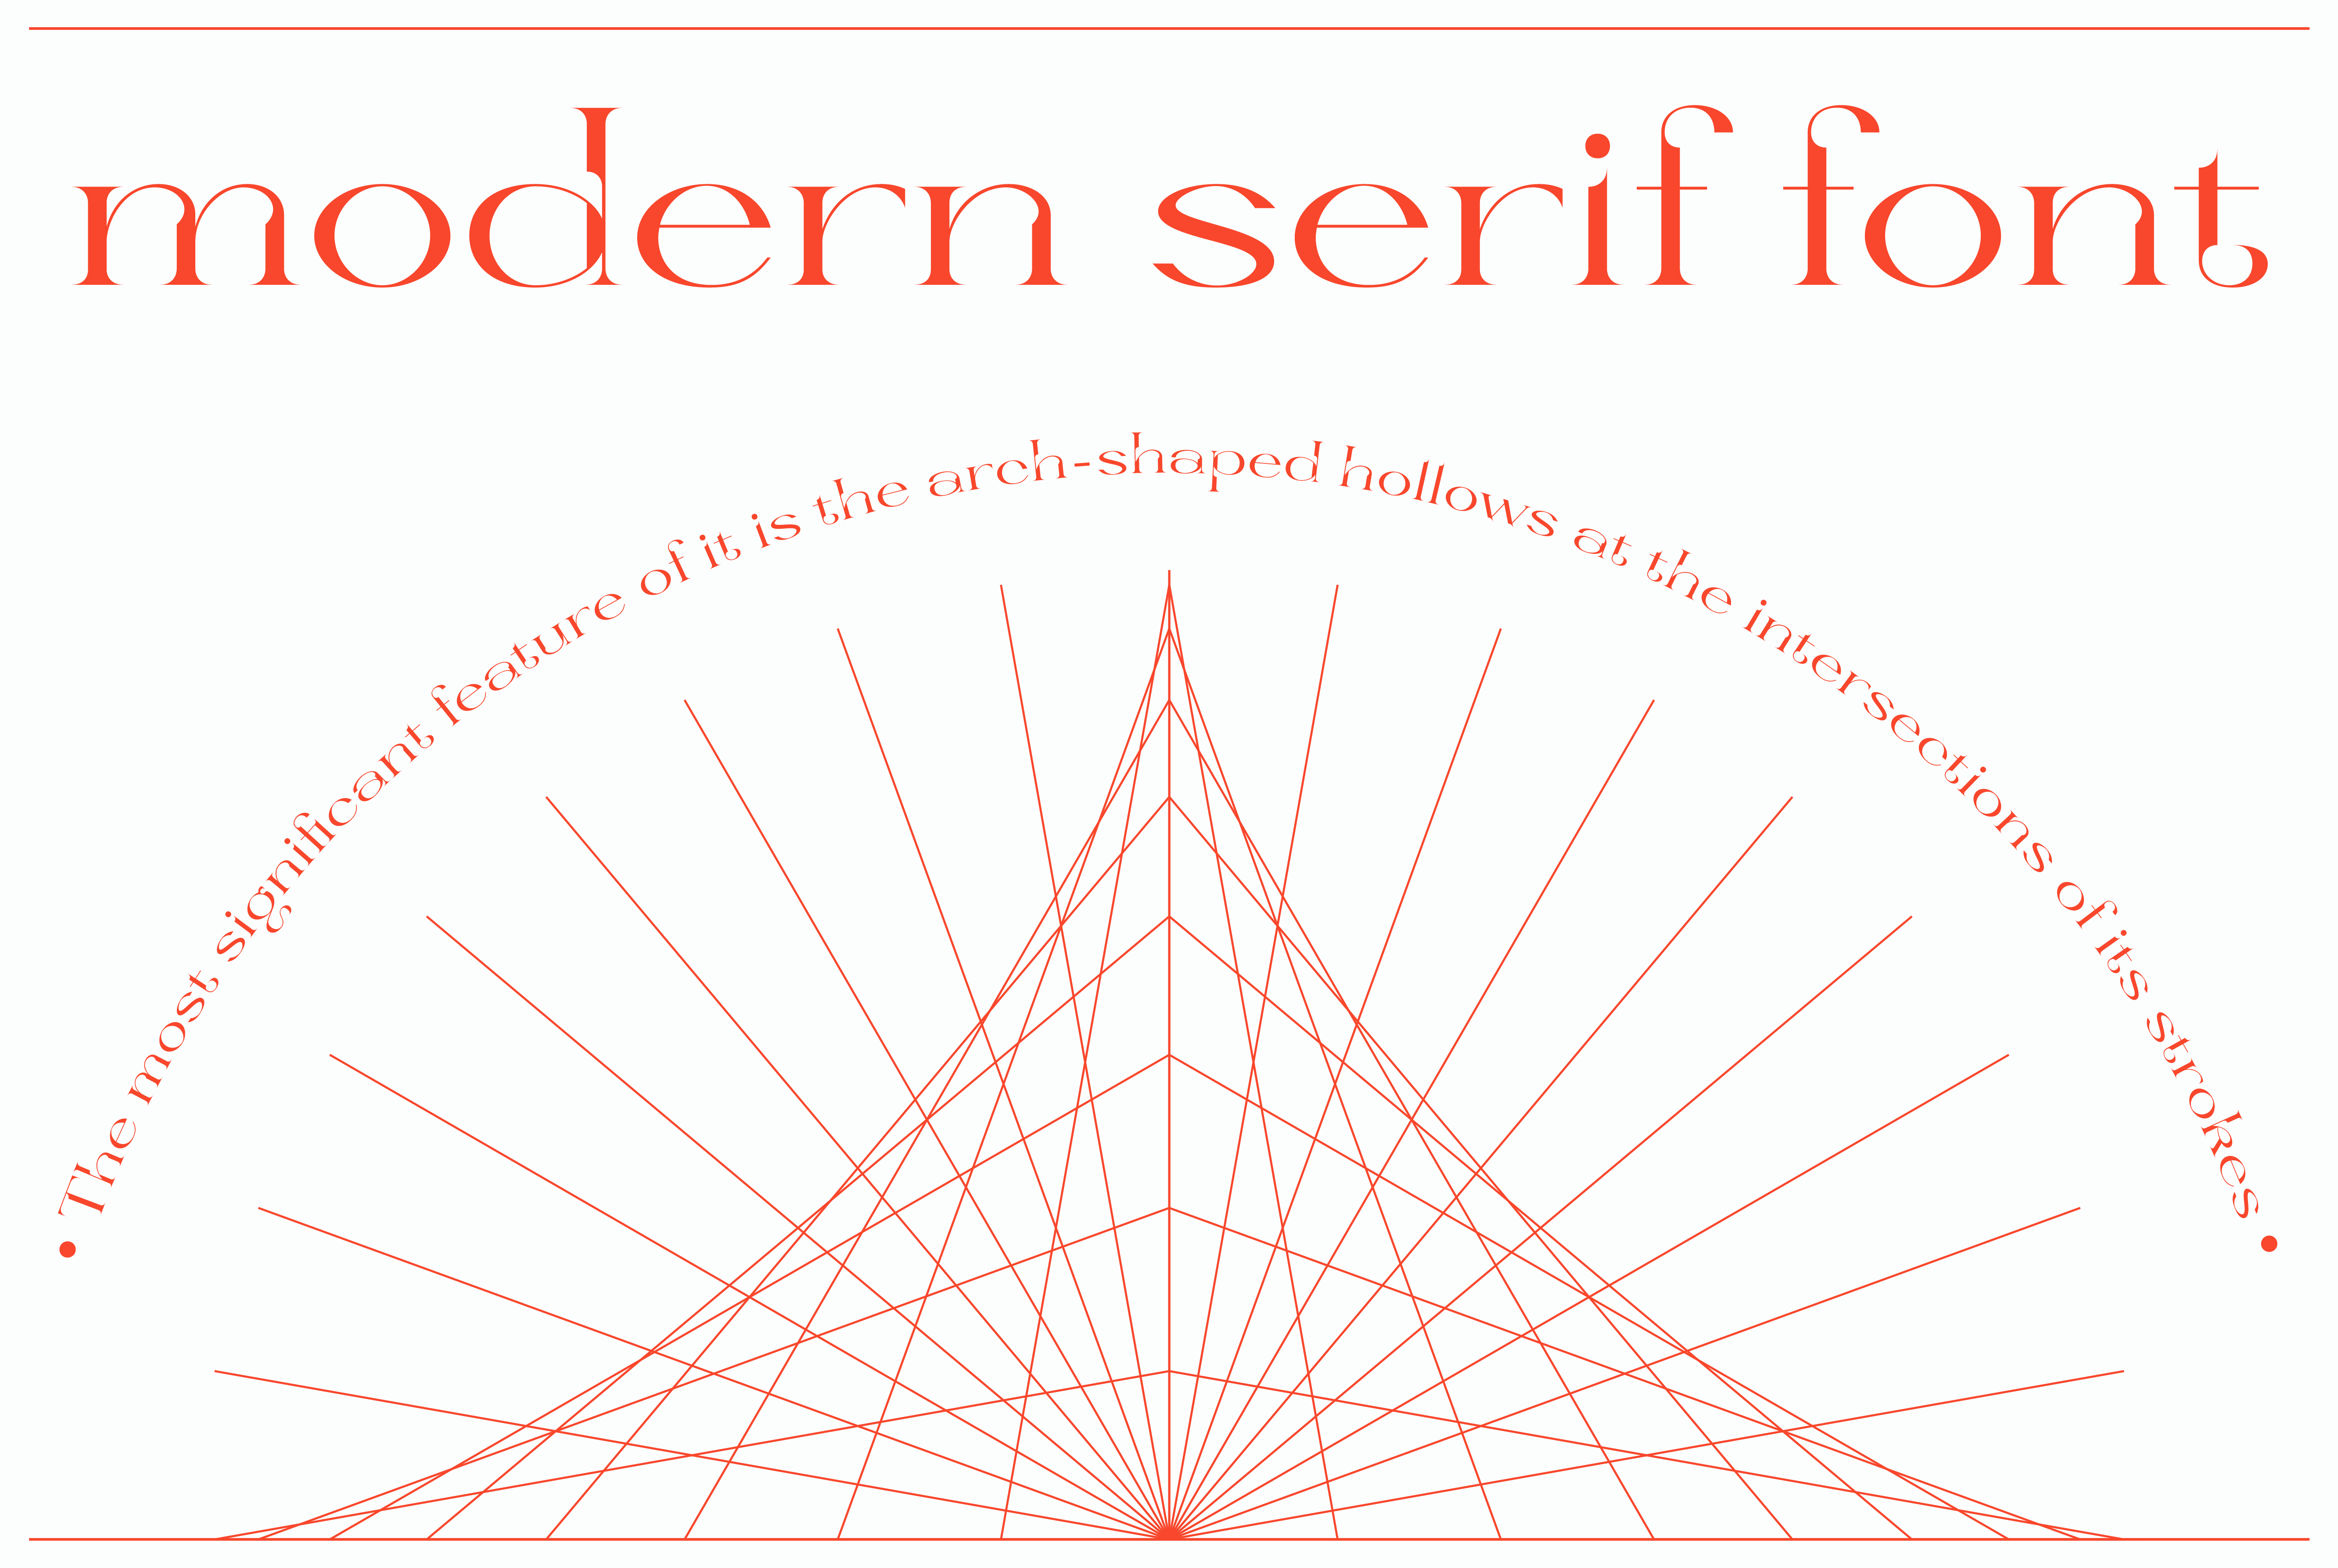 modern serif font
• The most significant feature of it is the arch-shaped hollows at the intersections of its strokes •